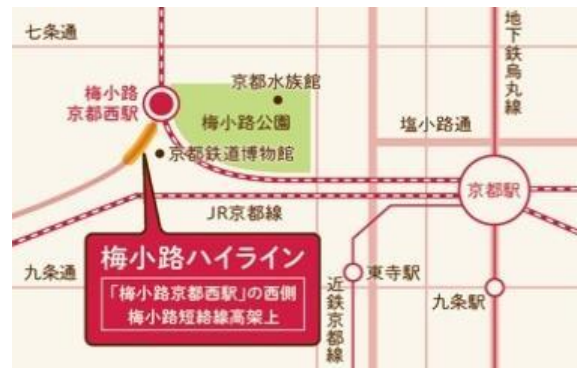 七条通
地下鉄烏丸線
京都水族館
梅小路
京都西駅
梅小路公園
塩小路通
京都鉄道博物館
京都駅
JR京都線
梅小路ハイライン
「梅小路京都西駅」の西側
梅小路短絡線高架上
九条通
近鉄京都線
東寺駅
九条駅